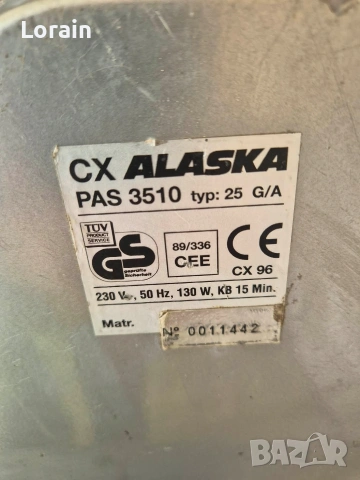 Lorain
CX ALASKA
PAS 3510 typ: 25 G/A
TÜV
PRODUCT
SERVICE
GS
geprüfte
Sicherheit
89/336
CEE
CE
CX 96
230 V~, 50 Hz, 130 W, KB 15 Min.
Matr.
Nº 0011442
bazar